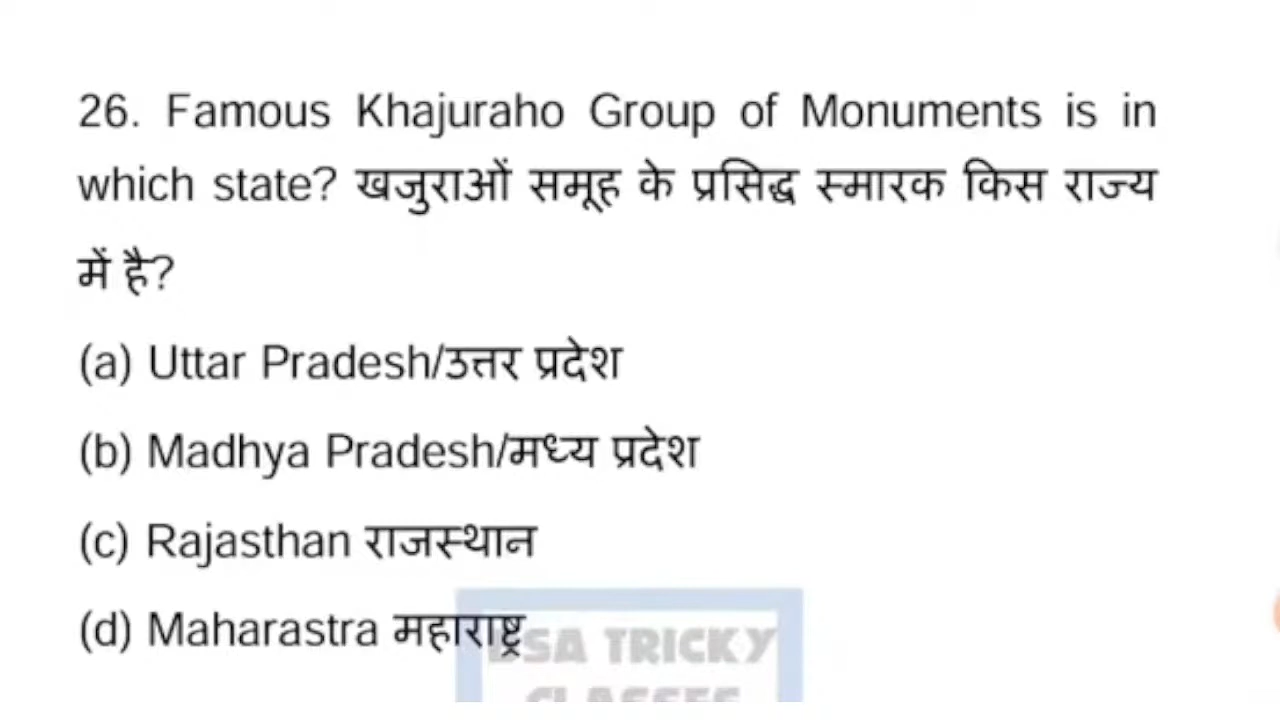 26. Famous Khajuraho Group of Monuments is in
which state? खजुराओं समूह के प्रसिद्ध स्मारक किस राज्य
में है?
(a) Uttar Pradesh/उत्तर प्रदेश
(b) Madhya Pradesh/मध्य प्रदेश
(c) Rajasthan राजस्थान
(d) Maharastra महाराष्ट्र
TRICKY